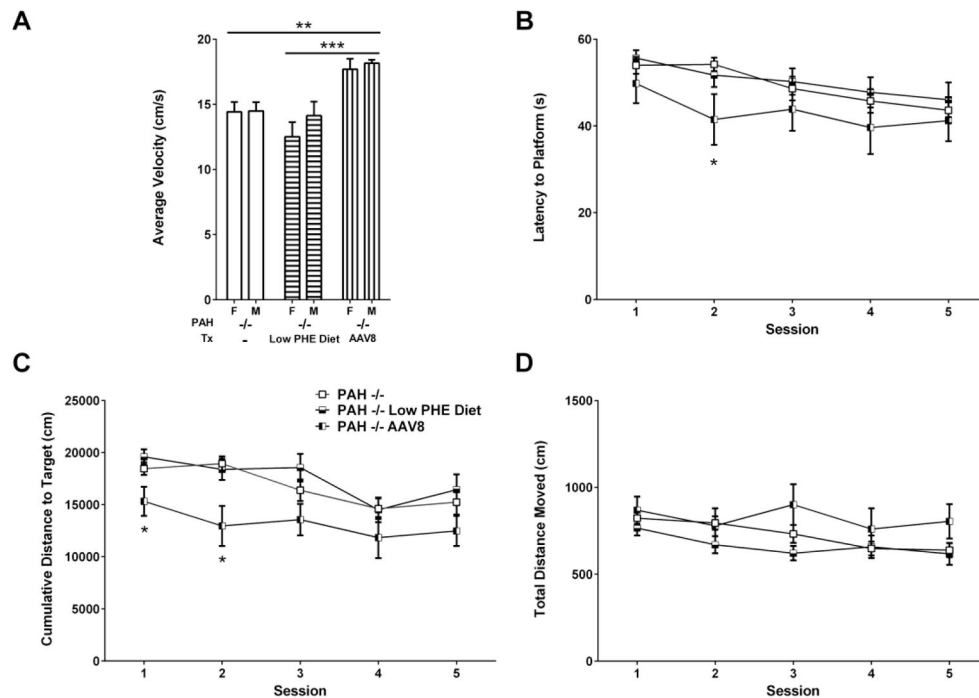 A
**
***
20
15
10
5
0
Average Velocity (cm/s)
F M F M F M
PAH -/- -/- -/-
Tx - Low PHE Diet AAV8
B
60
40
20
0
Latency to Platform (s)
*
1 2 3 4 5
Session
C
PAH -/-
PAH -/- Low PHE Diet
PAH -/- AAV8
25000
20000
15000
10000
5000
0
Cumulative Distance to Target (cm)
*
*
1 2 3 4 5
Session
D
1500
1000
500
0
Total Distance Moved (cm)
1 2 3 4 5
Session